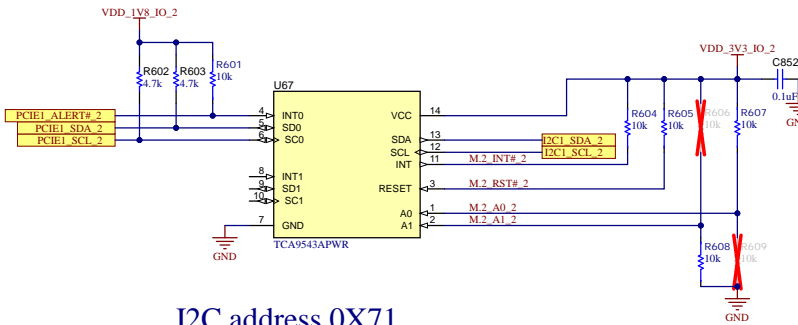 VDD_1V8_IO_2
VDD_3V3_IO_2
R602
4.7k
R603
4.7k
R601
10k
U67
C852
0.1uF
PCIE1_ALERT#_2
PCIE1_SDA_2
PCIE1_SCL_2
4
5
6
INT0
SD0
SC0
VCC
14
R604
10k
R605
10k
R606
10k
R607
10k
GND
SDA
13
I2C1_SDA_2
SCL
12
I2C1_SCL_2
INT
11
M.2_INT#_2
8
9
10
INT1
SD1
SC1
RESET
3
M.2_RST#_2
7
GND
A0
1
M.2_A0_2
A1
2
M.2_A1_2
GND
TCA9543APWR
R608
10k
R609
10k
GND
I2C address 0X71